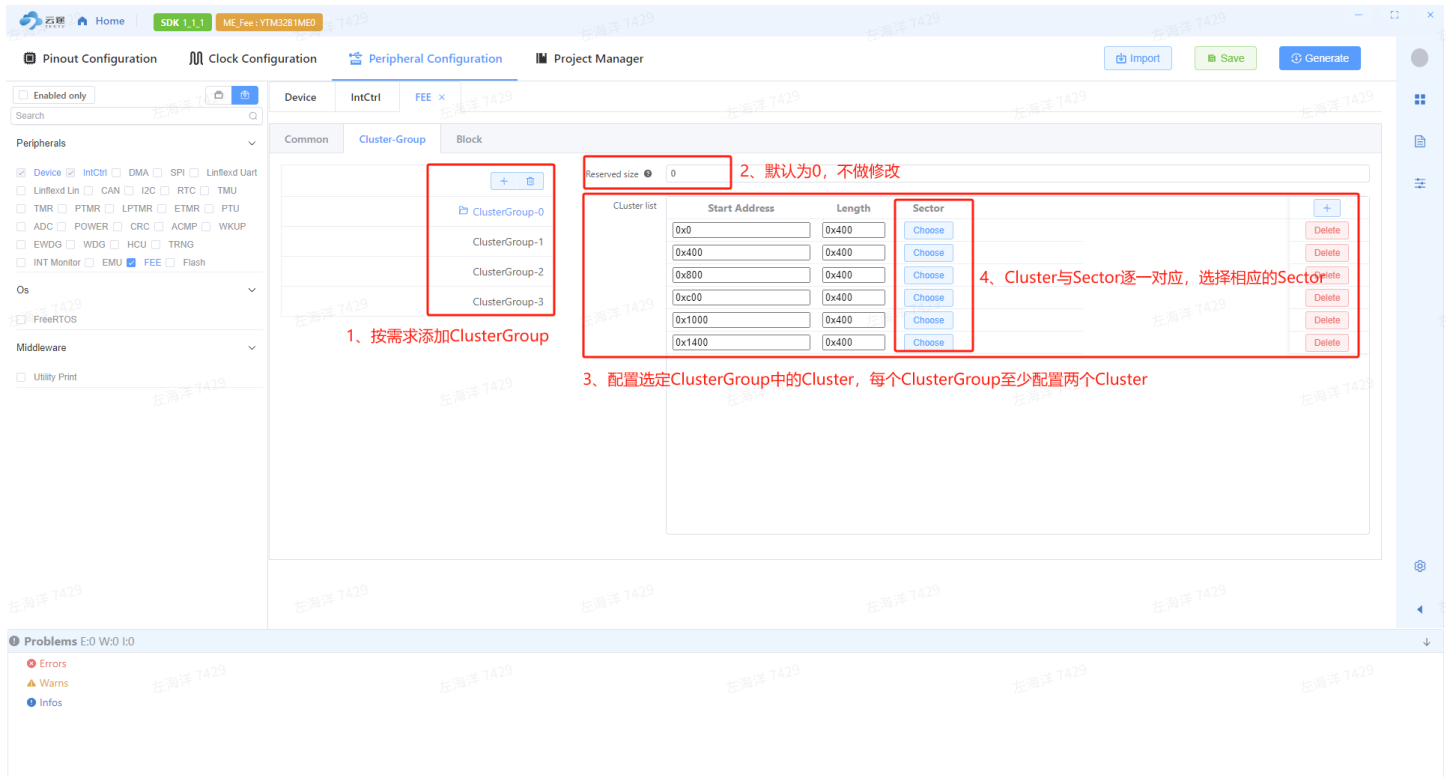 云途 Home SDK 1_1_1 ME_Fee : YTM32B1ME0
Pinout Configuration Clock Configuration Peripheral Configuration Project Manager Import Save Generate
Enabled only
Search
Peripherals
Device IntCtrl DMA SPI Linflexd Uart
Linflexd Lin CAN I2C RTC TMU
TMR PTMR LPTMR ETMR PTU
ADC POWER CRC ACMP WKUP
EWDG WDG HCU TRNG
INT Monitor EMU FEE Flash
Os
FreeRTOS
Middleware
Utility Print
Device IntCtrl FEE ×
Common Cluster-Group Block
ClusterGroup-0
ClusterGroup-1
ClusterGroup-2
ClusterGroup-3
1、按需求添加ClusterGroup
Reserved size 0
2、默认为0，不做修改
CLuster list Start Address Length Sector +
0x0 0x400 Choose Delete
0x400 0x400 Choose Delete
0x800 0x400 Choose Delete
0xc00 0x400 Choose Delete
0x1000 0x400 Choose Delete
0x1400 0x400 Choose Delete
4、Cluster与Sector逐一对应，选择相应的Sector
3、配置选定ClusterGroup中的Cluster，每个ClusterGroup至少配置两个Cluster
Problems E:0 W:0 I:0
Errors
Warns
Infos
左海洋 7429